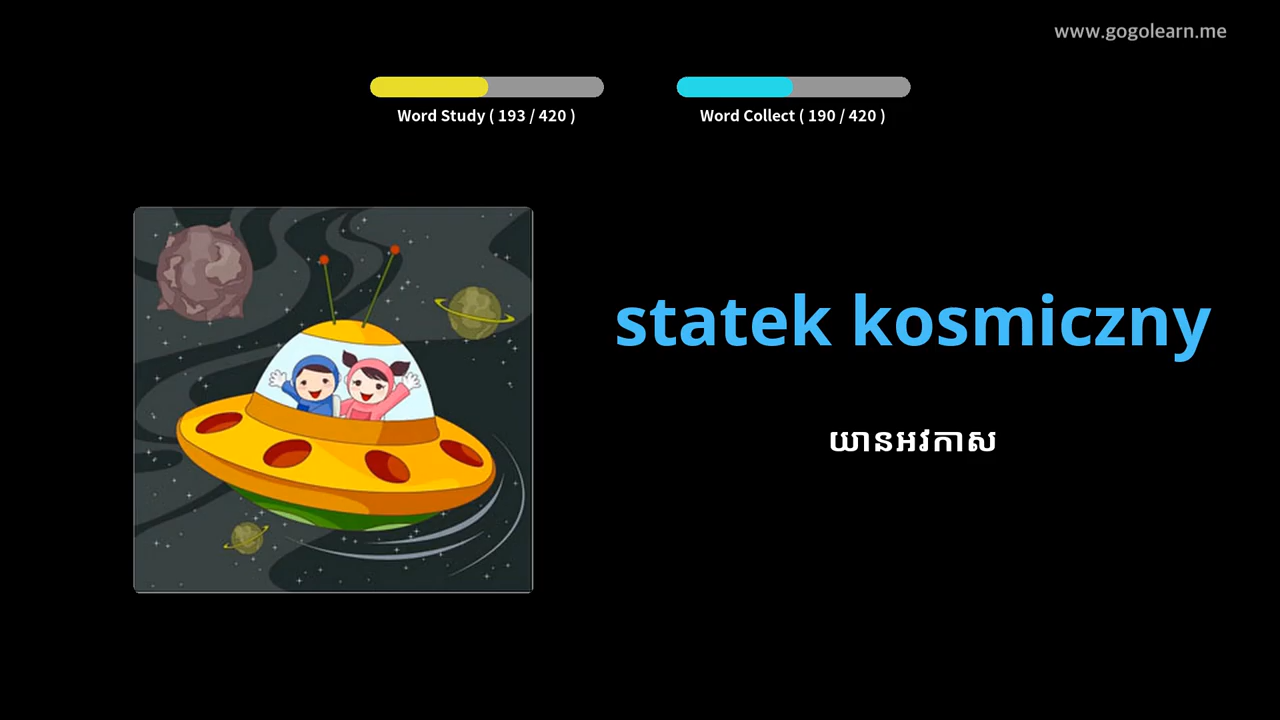 www.gogolearn.me
Word Study ( 193 / 420 )
Word Collect ( 190 / 420 )
statek kosmiczny
យានអវកាស